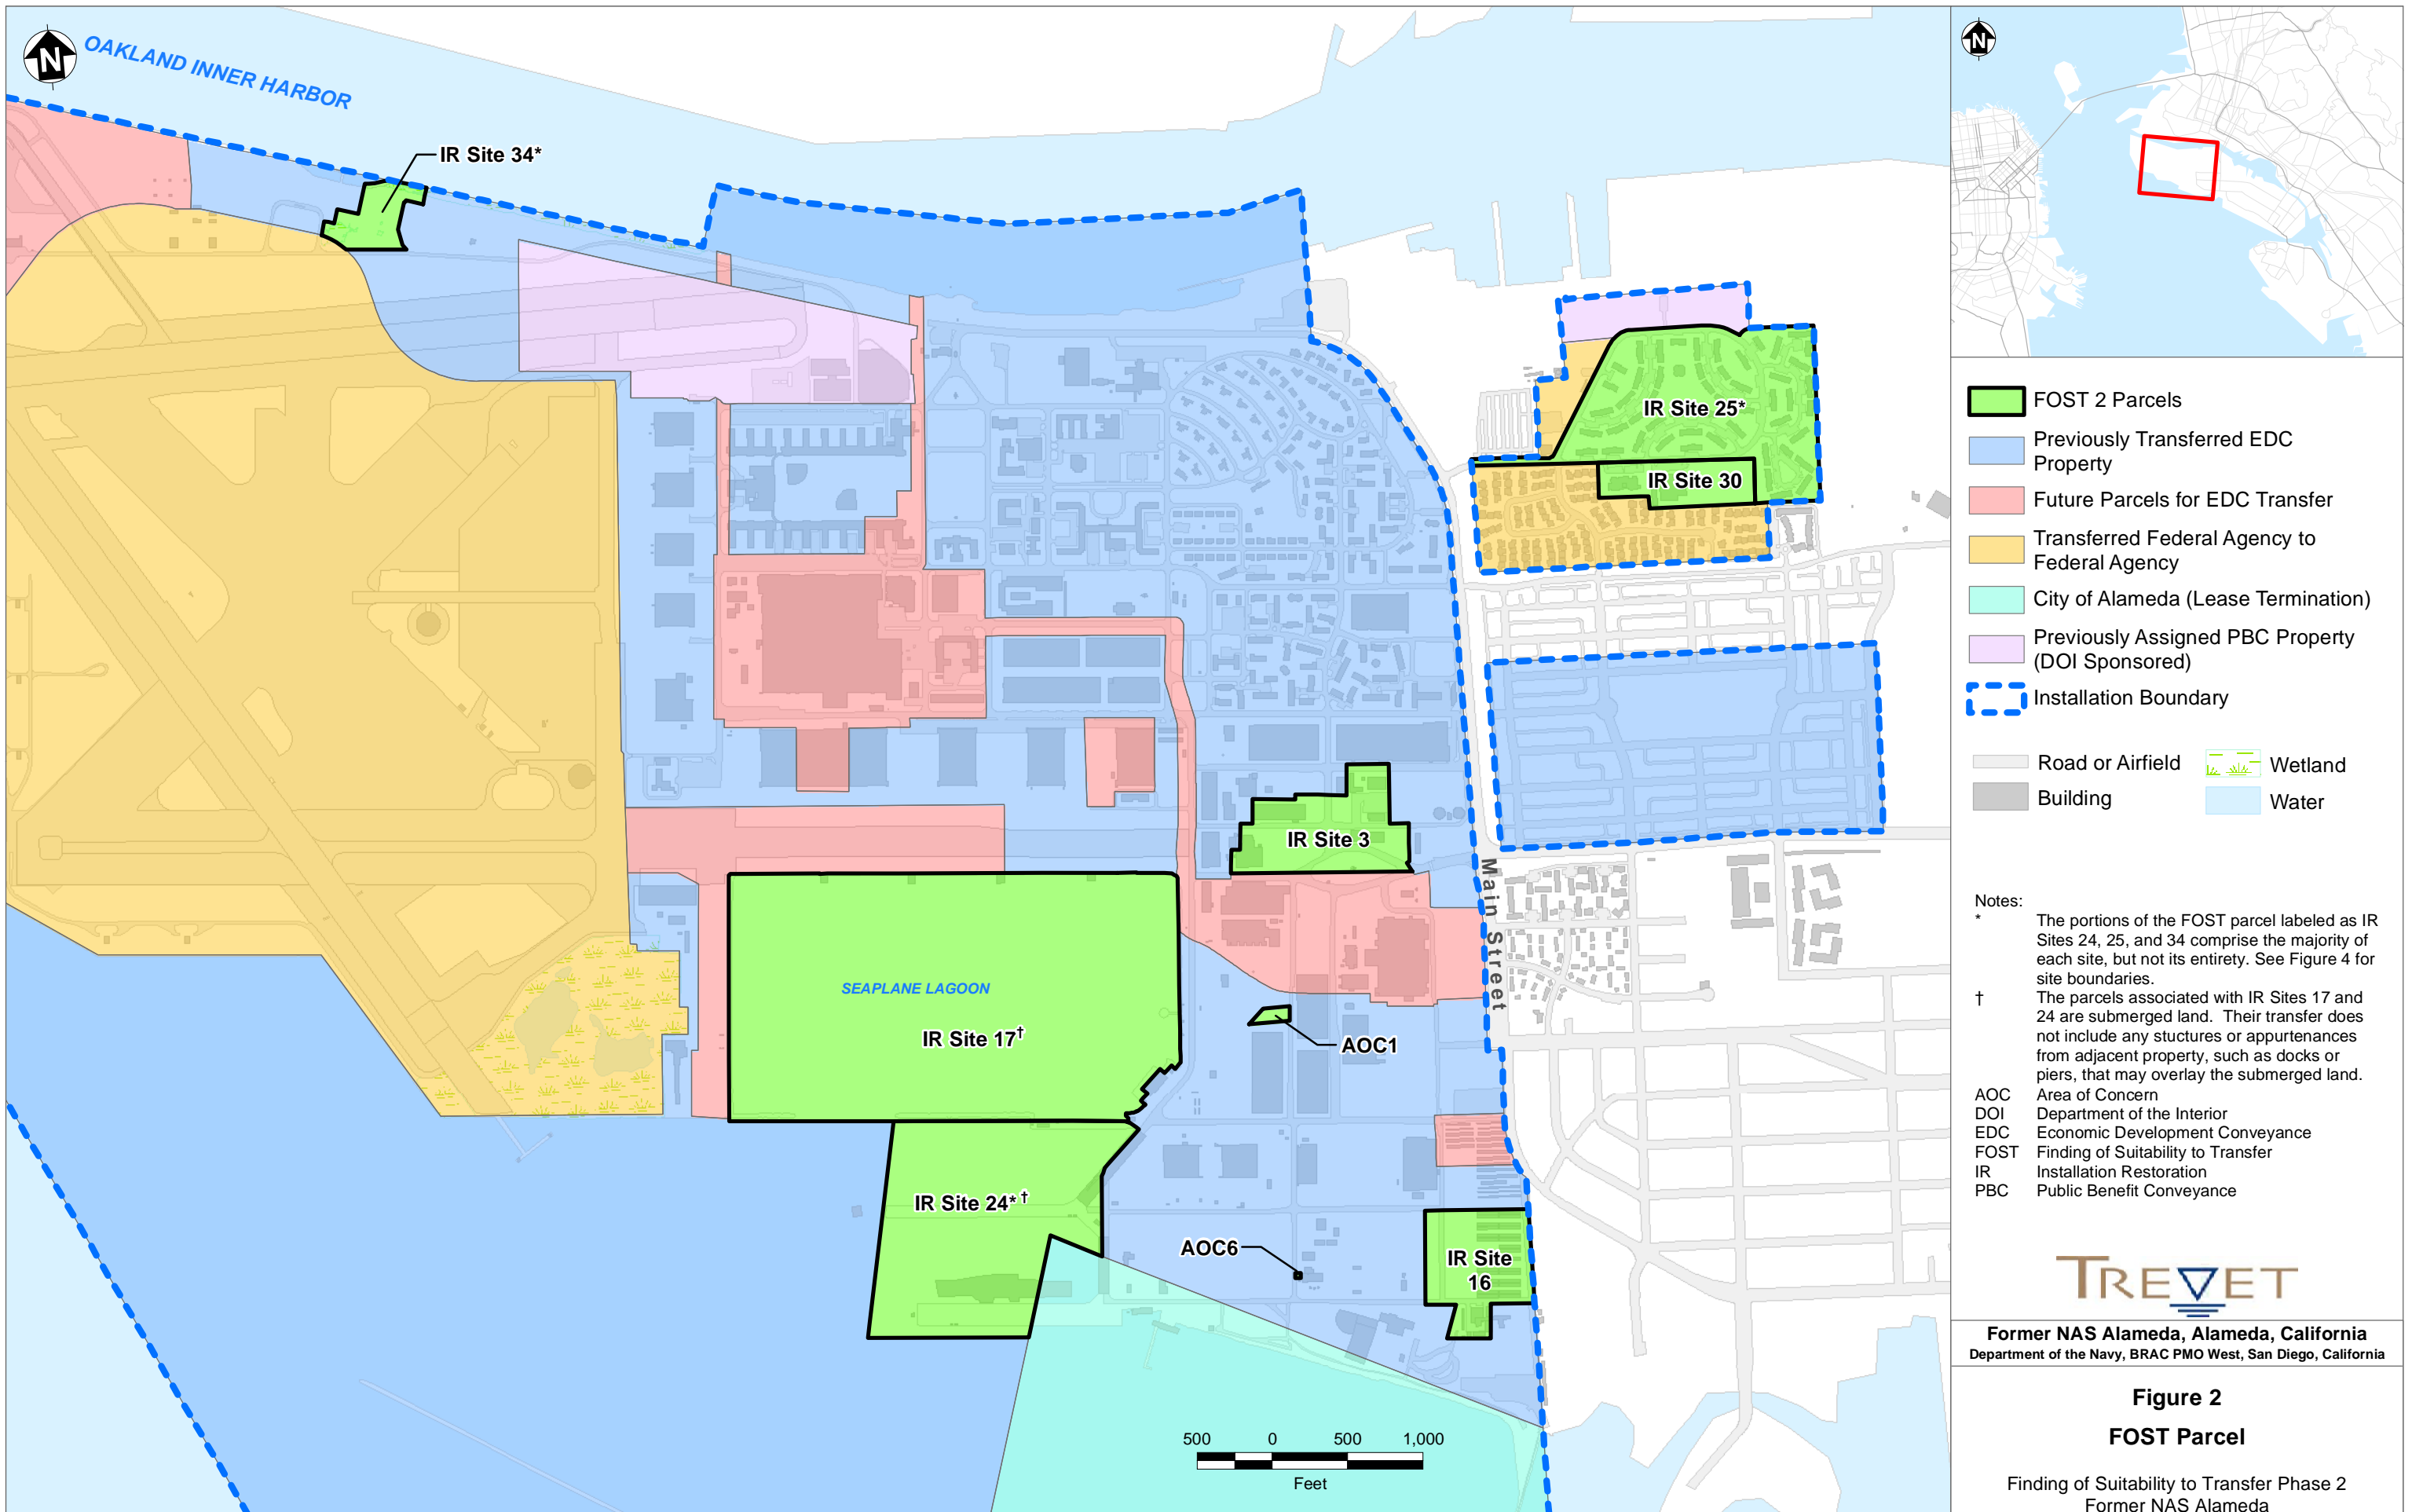 N
OAKLAND INNER HARBOR
IR Site 34*
IR Site 25*
IR Site 30
IR Site 3
Main Street
SEAPLANE LAGOON
IR Site 17†
AOC1
IR Site 24*†
AOC6
IR Site
16
500 0 500 1,000
Feet
N
FOST 2 Parcels
Previously Transferred EDC
Property
Future Parcels for EDC Transfer
Transferred Federal Agency to
Federal Agency
City of Alameda (Lease Termination)
Previously Assigned PBC Property
(DOI Sponsored)
Installation Boundary
Road or Airfield
Wetland
Building
Water
Notes:
* The portions of the FOST parcel labeled as IR
Sites 24, 25, and 34 comprise the majority of
each site, but not its entirety. See Figure 4 for
site boundaries.
† The parcels associated with IR Sites 17 and
24 are submerged land. Their transfer does
not include any stuctures or appurtenances
from adjacent property, such as docks or
piers, that may overlay the submerged land.
AOC Area of Concern
DOI Department of the Interior
EDC Economic Development Conveyance
FOST Finding of Suitability to Transfer
IR Installation Restoration
PBC Public Benefit Conveyance
TREVET
Former NAS Alameda, Alameda, California
Department of the Navy, BRAC PMO West, San Diego, California
Figure 2
FOST Parcel
Finding of Suitability to Transfer Phase 2
Former NAS Alameda